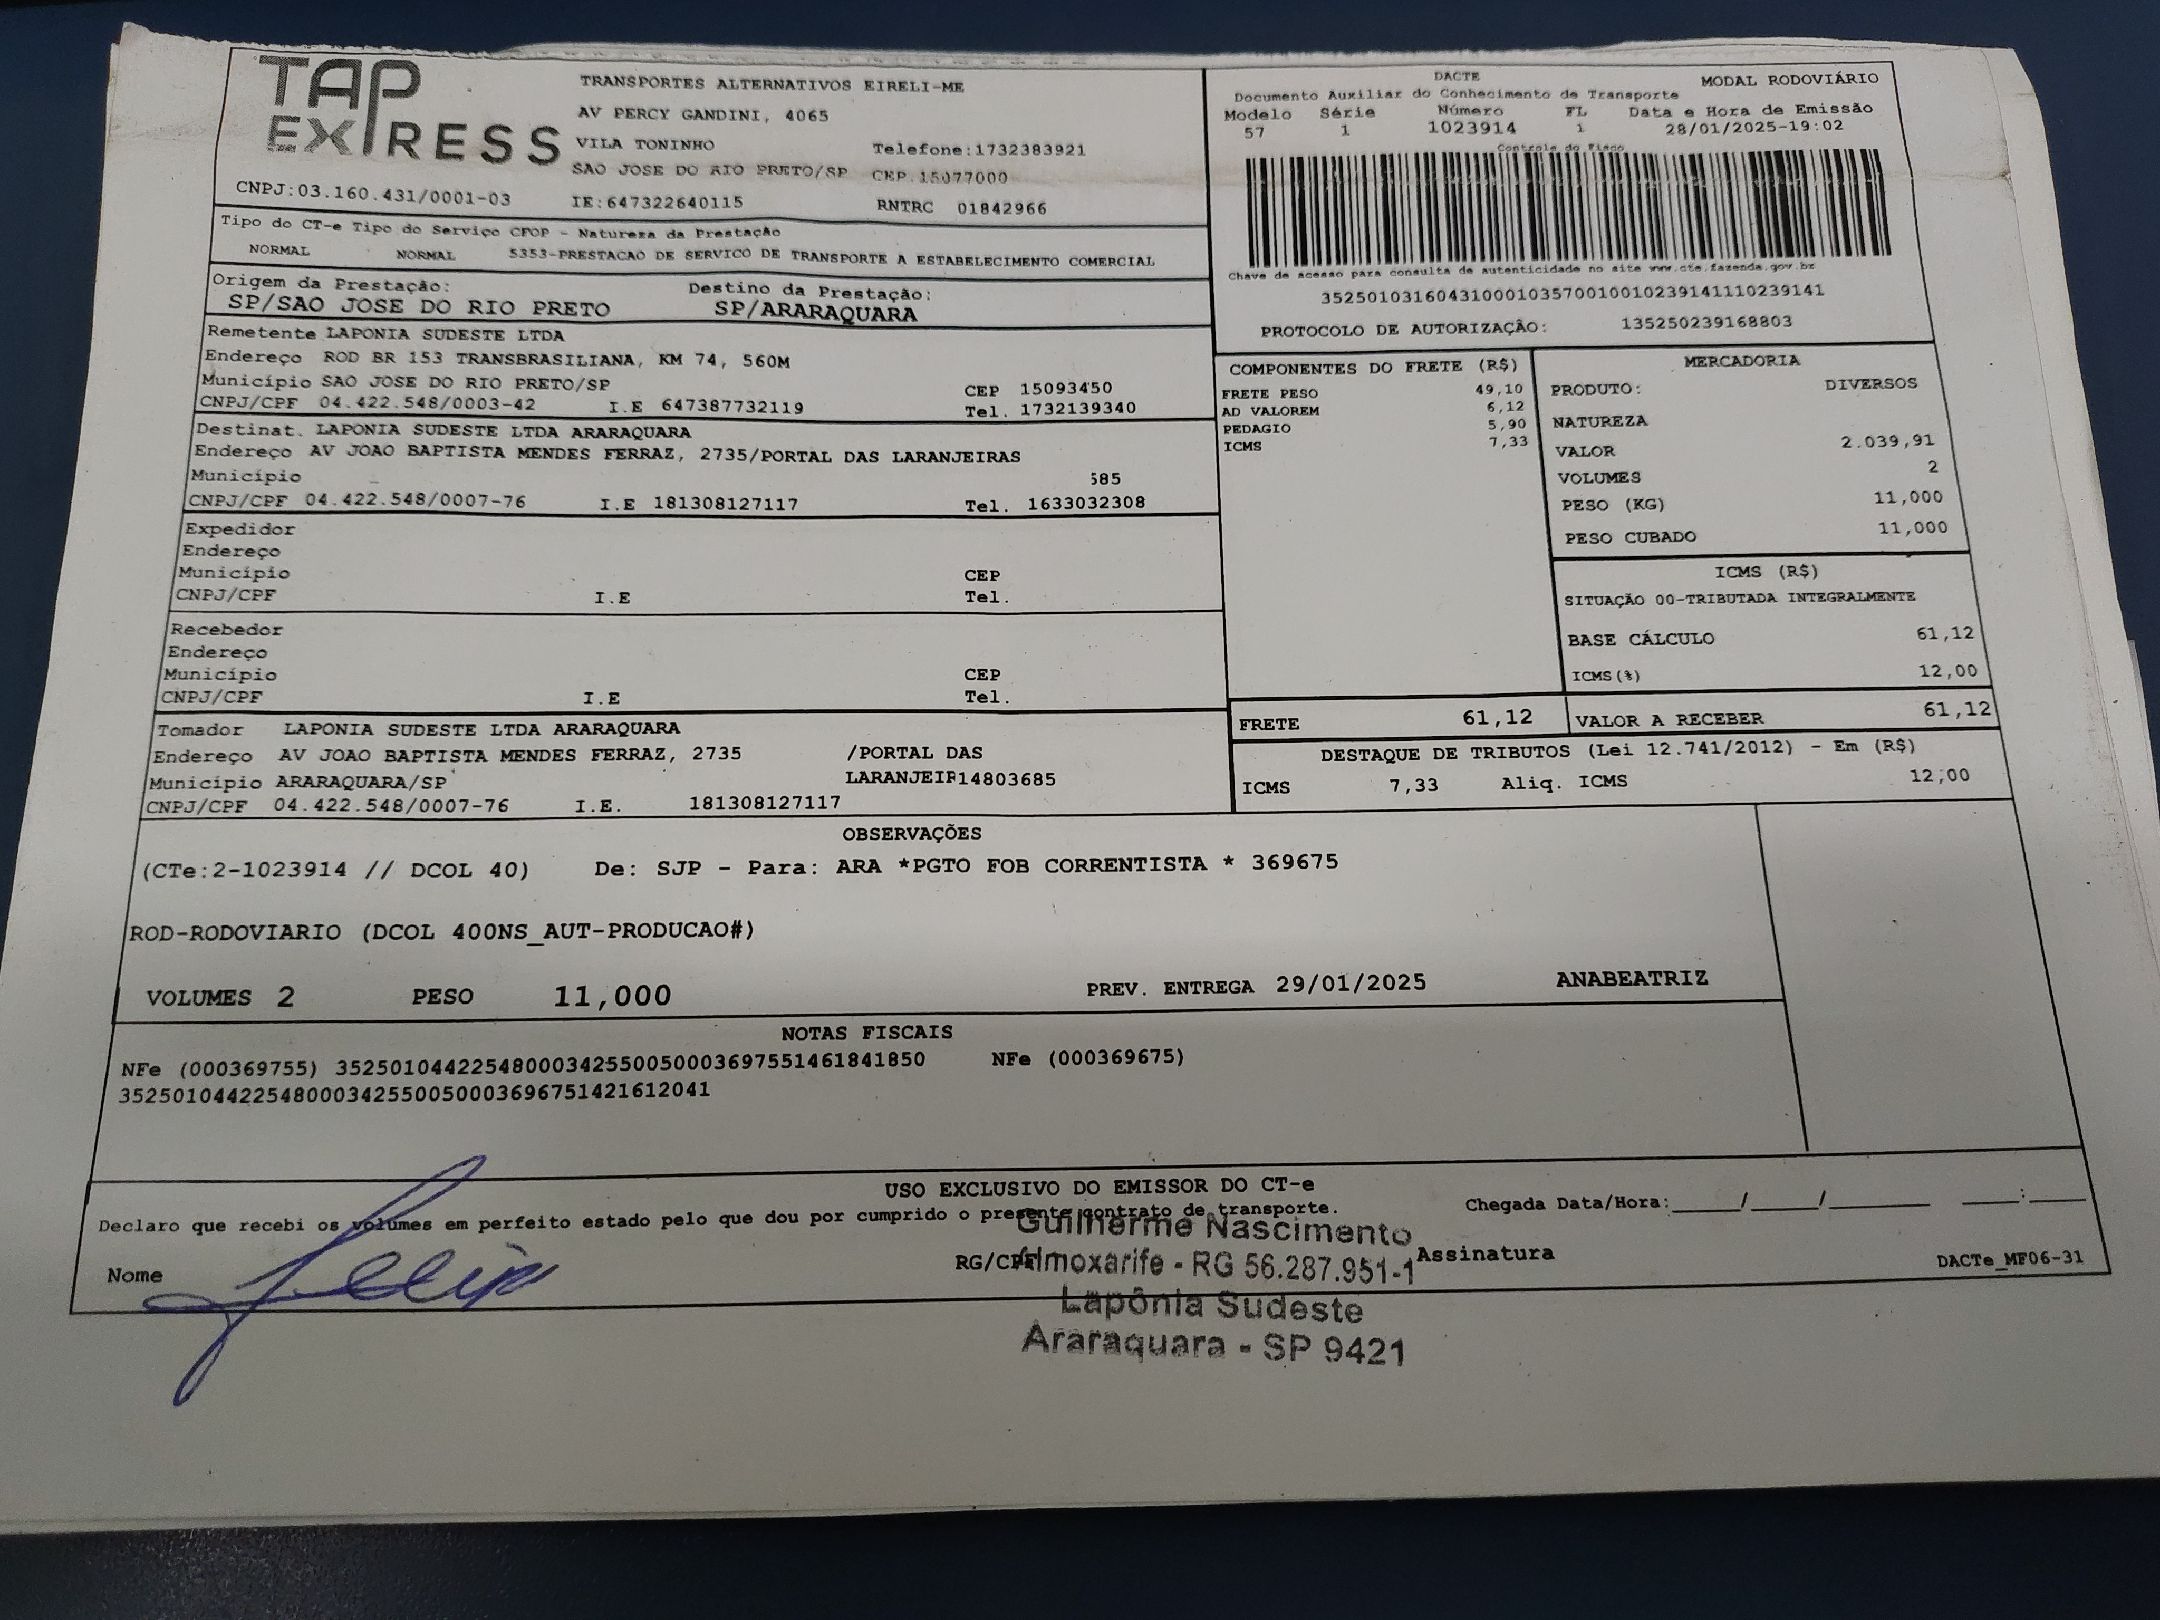 TAP
EXPRESS
TRANSPORTES ALTERNATIVOS EIRELI-ME
AV PERCY GANDINI, 4065
VILA TONINHO Telefone:1732383921
SAO JOSE DO RIO PRETO/SP CEP.15077000
CNPJ:03.160.431/0001-03 IE:647322640115 RNTRC 01842966
DACTE MODAL RODOVIÁRIO
Documento Auxiliar do Conhecimento de Transporte
Modelo Série Número FL Data e Hora de Emissão
57 1 1023914 1 28/01/2025-19:02
Controle do Fisco
Chave de acesso para consulta de autenticidade no site www.cte.fazenda.gov.br
35250103160431000103570010010239141110239141
PROTOCOLO DE AUTORIZAÇÃO: 135250239168803
Tipo do CT-e Tipo do Serviço CFOP - Natureza da Prestação
NORMAL NORMAL 5353-PRESTACAO DE SERVICO DE TRANSPORTE A ESTABELECIMENTO COMERCIAL
Origem da Prestação: Destino da Prestação:
SP/SAO JOSE DO RIO PRETO SP/ARARAQUARA
Remetente LAPONIA SUDESTE LTDA
Endereço ROD BR 153 TRANSBRASILIANA, KM 74, 560M
Município SAO JOSE DO RIO PRETO/SP CEP 15093450
CNPJ/CPF 04.422.548/0003-42 I.E 647387732119 Tel. 1732139340
Destinat. LAPONIA SUDESTE LTDA ARARAQUARA
Endereço AV JOAO BAPTISTA MENDES FERRAZ, 2735/PORTAL DAS LARANJEIRAS
Município 585
CNPJ/CPF 04.422.548/0007-76 I.E 181308127117 Tel. 1633032308
Expedidor
Endereço
Município CEP
CNPJ/CPF I.E Tel.
Recebedor
Endereço
Município CEP
CNPJ/CPF I.E Tel.
Tomador LAPONIA SUDESTE LTDA ARARAQUARA
Endereço AV JOAO BAPTISTA MENDES FERRAZ, 2735 /PORTAL DAS
Município ARARAQUARA/SP LARANJEIR14803685
CNPJ/CPF 04.422.548/0007-76 I.E. 181308127117
COMPONENTES DO FRETE (R$)
FRETE PESO 49,10
AD VALOREM 6,12
PEDAGIO 5,90
ICMS 7,33
MERCADORIA
PRODUTO: DIVERSOS
NATUREZA
VALOR 2.039,91
VOLUMES 2
PESO (KG) 11,000
PESO CUBADO 11,000
ICMS (R$)
SITUAÇÃO 00-TRIBUTADA INTEGRALMENTE
BASE CÁLCULO 61,12
ICMS(%) 12,00
FRETE 61,12 VALOR A RECEBER 61,12
DESTAQUE DE TRIBUTOS (Lei 12.741/2012) - Em (R$)
ICMS 7,33 Aliq. ICMS 12,00
OBSERVAÇÕES
(CTe:2-1023914 // DCOL 40) De: SJP - Para: ARA *PGTO FOB CORRENTISTA * 369675
ROD-RODOVIARIO (DCOL 400NS_AUT-PRODUCAO#)
VOLUMES 2 PESO 11,000 PREV. ENTREGA 29/01/2025 ANABEATRIZ
NOTAS FISCAIS
NFe (000369755) 35250104422548000342550050003697551461841850 NFe (000369675)
35250104422548000342550050003696751421612041
USO EXCLUSIVO DO EMISSOR DO CT-e
Declaro que recebi os volumes em perfeito estado pelo que dou por cumprido o presente contrato de transporte. Chegada Data/Hora:_____/_____/_______ ____:____
Nome RG/CPF Assinatura DACTe_MF06-31
Guilherme Nascimento
Almoxarife - RG 56.287.951-1
Lapônia Sudeste
Araraquara - SP 9421